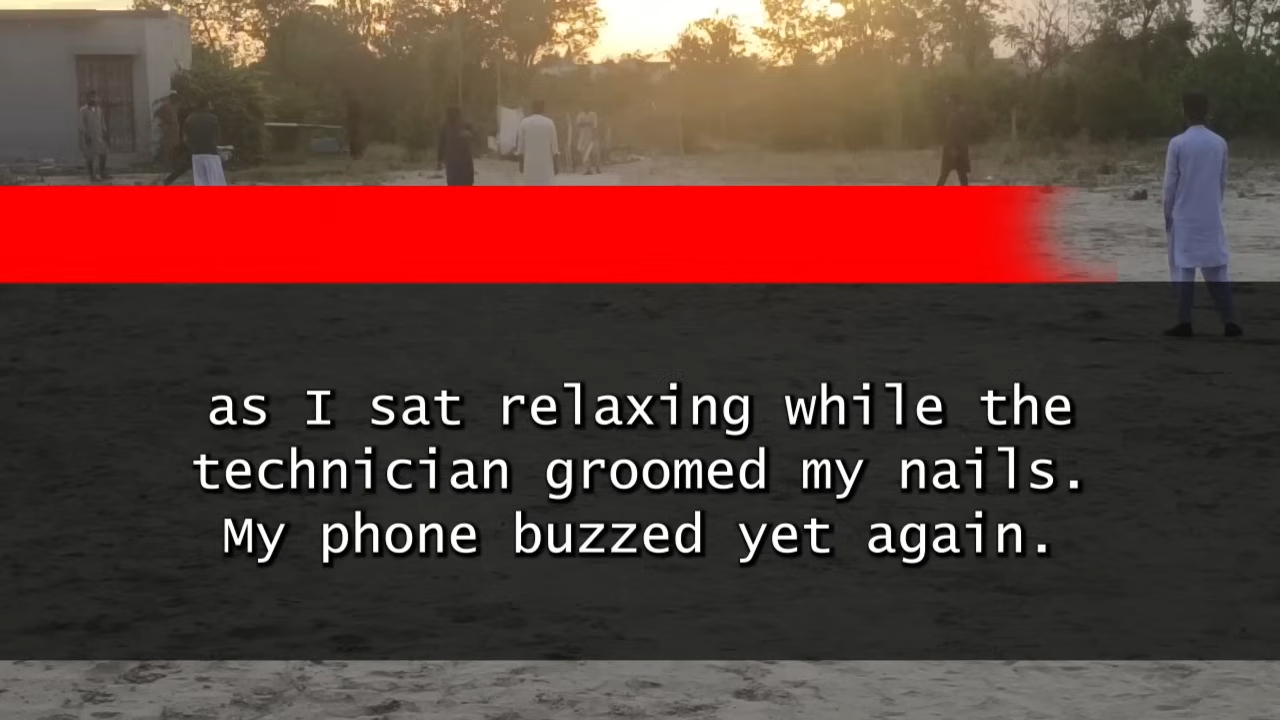 as I sat relaxing while the
technician groomed my nails.
My phone buzzed yet again.